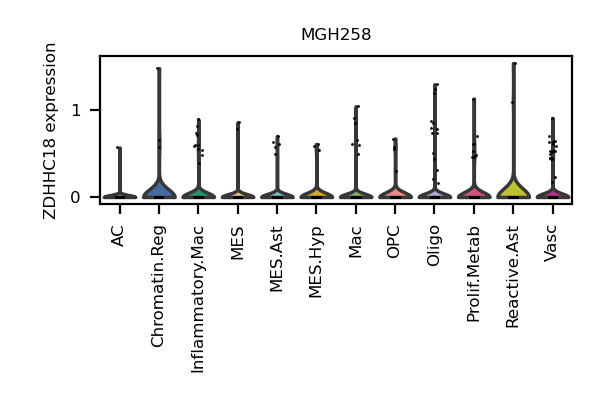 MGH258
ZDHHC18 expression
1
0
AC
Chromatin.Reg
Inflammatory.Mac
MES
MES.Ast
MES.Hyp
Mac
OPC
Oligo
Prolif.Metab
Reactive.Ast
Vasc